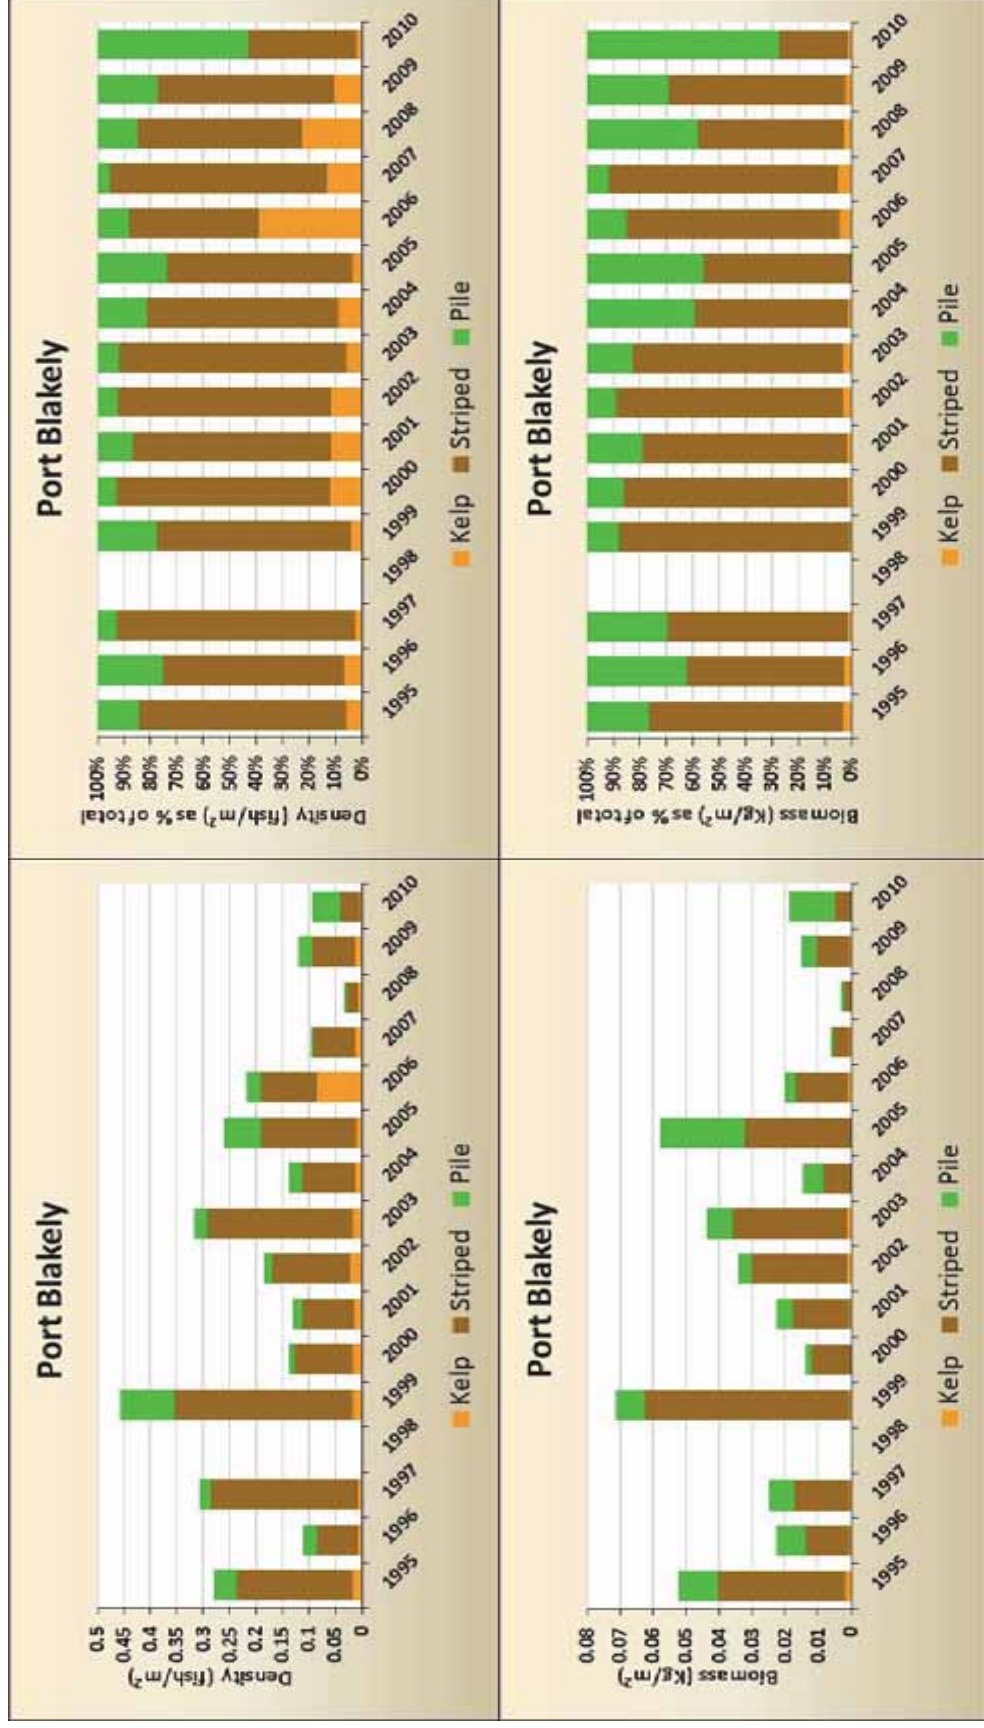 Port Blakely
Density (fish/m²)
0.5
0.45
0.4
0.35
0.3
0.25
0.2
0.15
0.1
0.05
0
1995 1996 1997 1998 1999 2000 2001 2002 2003 2004 2005 2006 2007 2008 2009 2010
Kelp Striped Pile
Port Blakely
Density (fish/m²) as % of total
100%
90%
80%
70%
60%
50%
40%
30%
20%
10%
0%
1995 1996 1997 1998 1999 2000 2001 2002 2003 2004 2005 2006 2007 2008 2009 2010
Kelp Striped Pile
Port Blakely
Biomass (Kg/m²)
0.08
0.07
0.06
0.05
0.04
0.03
0.02
0.01
0
1995 1996 1997 1998 1999 2000 2001 2002 2003 2004 2005 2006 2007 2008 2009 2010
Kelp Striped Pile
Port Blakely
Biomass (Kg/m²) as % of total
100%
90%
80%
70%
60%
50%
40%
30%
20%
10%
0%
1995 1996 1997 1998 1999 2000 2001 2002 2003 2004 2005 2006 2007 2008 2009 2010
Kelp Striped Pile